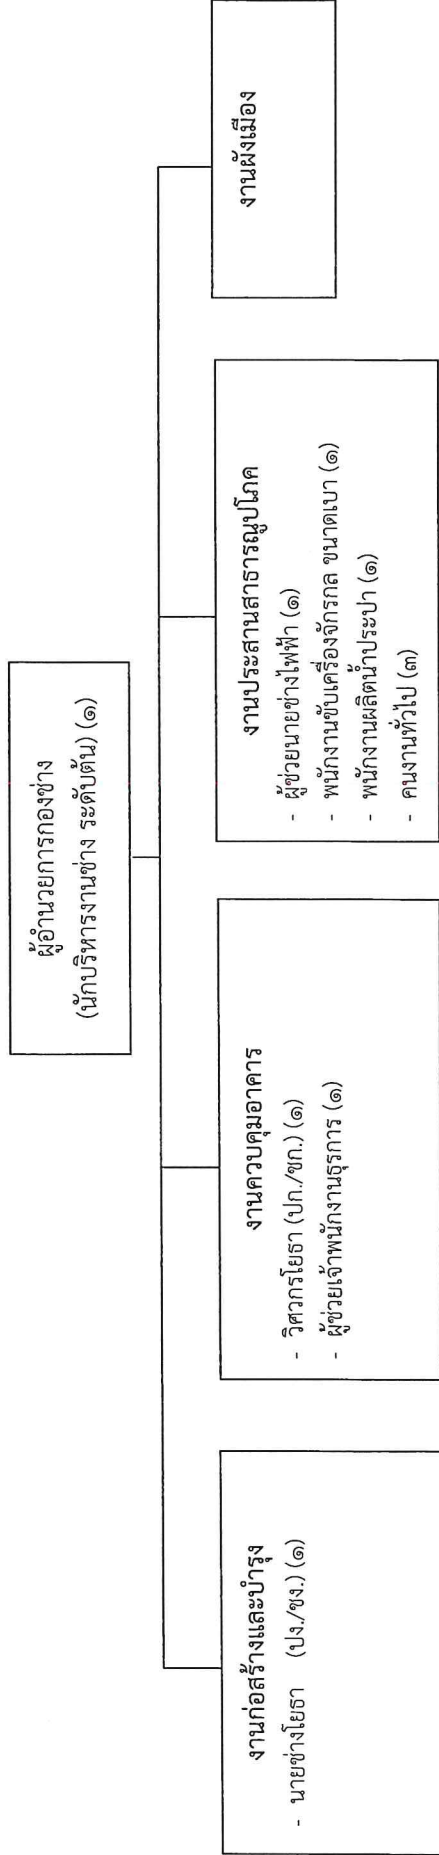 ผู้อำนวยการกองช่าง
(นักบริหารงานช่าง ระดับต้น) (๑)
งานก่อสร้างและบำรุง
- นายช่างโยธา (ปง./ชง.) (๑)
งานควบคุมอาคาร
- วิศวกรโยธา (ปก./ชก.) (๑)
- ผู้ช่วยเจ้าพนักงานธุรการ (๑)
งานประสานสาธารณูปโภค
- ผู้ช่วยนายช่างไฟฟ้า (๑)
- พนักงานขับเครื่องจักรกล ขนาดเบา (๑)
- พนักงานผลิตน้ำประปา (๑)
- คนงานทั่วไป (๓)
งานผังเมือง